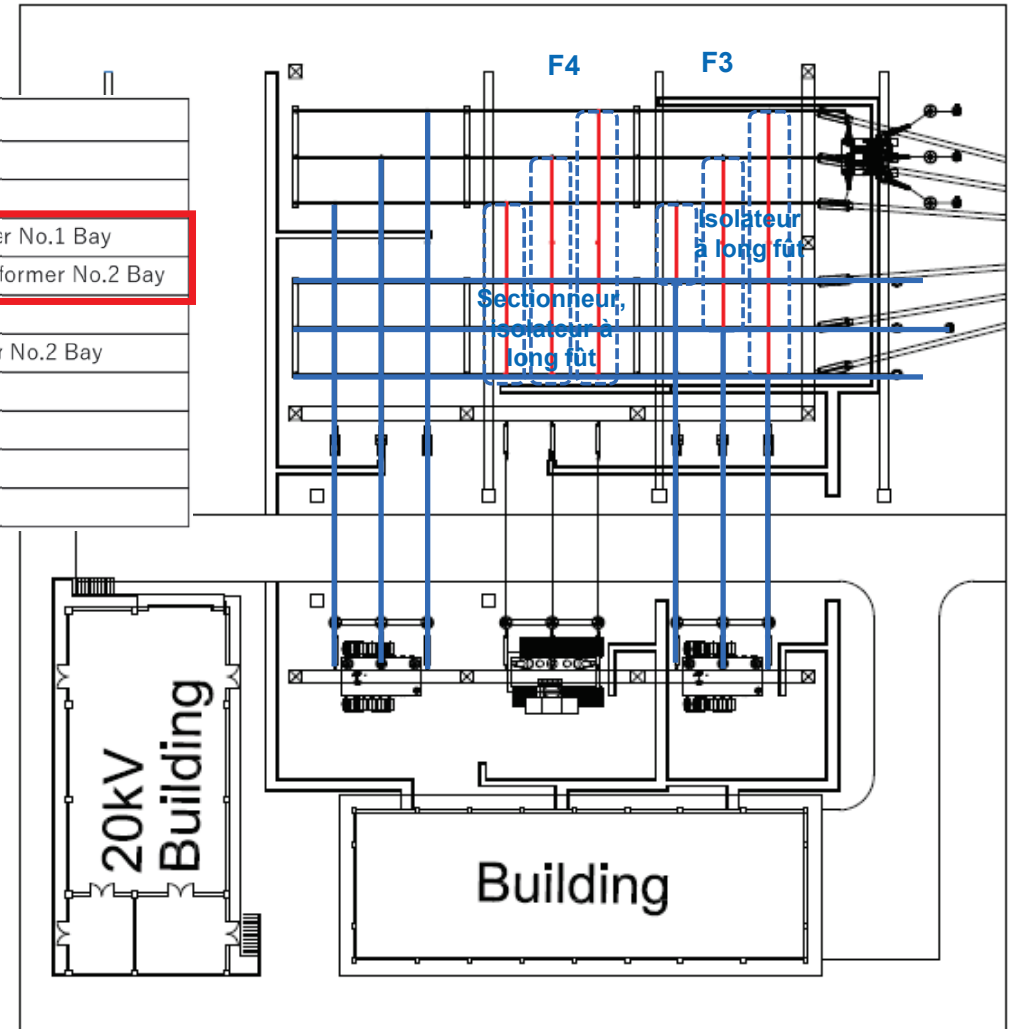 F4
F3
er No.1 Bay
former No.2 Bay
r No.2 Bay
Isolateur
à long fût
Sectionneur,
isolateur à
long fût
20kV
Building
Building